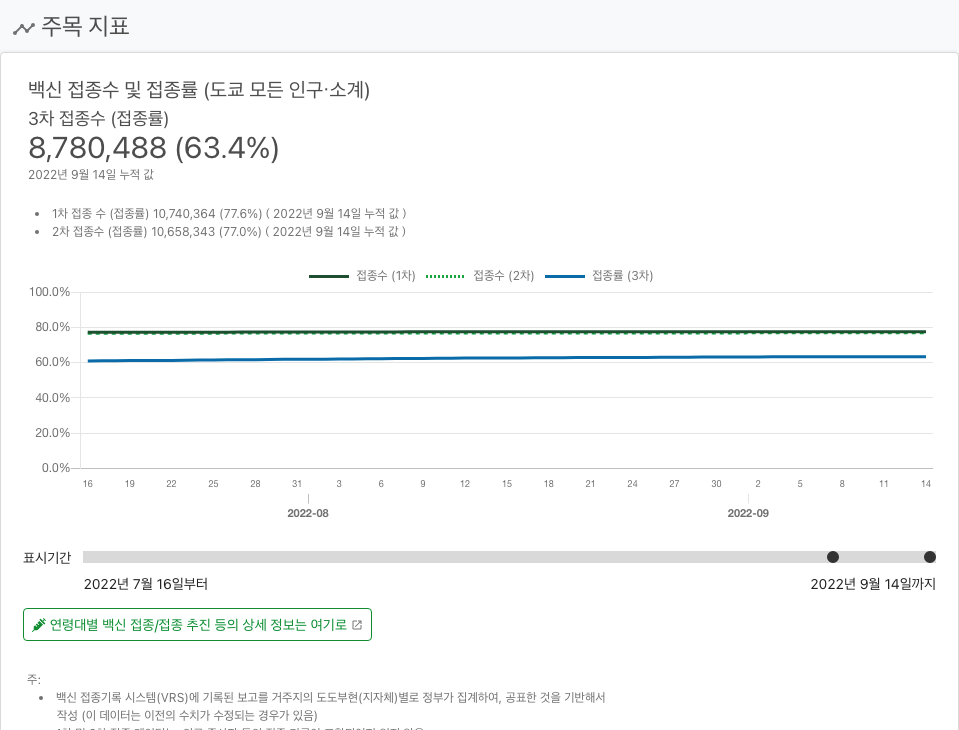 주목 지표
백신 접종수 및 접종률 (도쿄 모든 인구·소계)
3차 접종수 (접종률)
8,780,488 (63.4%)
2022년 9월 14일 누적 값
• 1차 접종 수 (접종률) 10,740,364 (77.6%) ( 2022년 9월 14일 누적 값 )
• 2차 접종수 (접종률) 10,658,343 (77.0%) ( 2022년 9월 14일 누적 값 )
접종수 (1차) 접종수 (2차) 접종률 (3차)
100.0%
80.0%
60.0%
40.0%
20.0%
0.0%
16 19 22 25 28 31 3 6 9 12 15 18 21 24 27 30 2 5 8 11 14
2022-08 2022-09
표시기간
2022년 7월 16일부터 2022년 9월 14일까지
연령대별 백신 접종/접종 추진 등의 상세 정보는 여기로
주:
• 백신 접종기록 시스템(VRS)에 기록된 보고를 거주지의 도도부현(지자체)별로 정부가 집계하여, 공표한 것을 기반해서
작성 (이 데이터는 이전의 수치가 수정되는 경우가 있음)